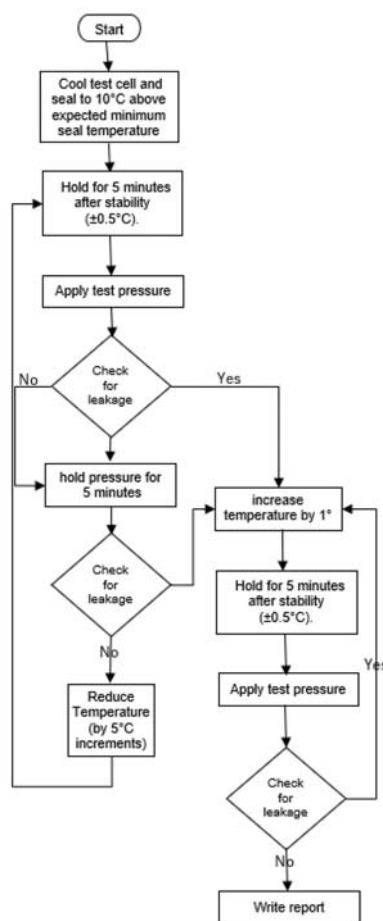 Start
Cool test cell and
seal to 10°C above
expected minimum
seal temperature
Hold for 5 minutes
after stability
(±0.5°C).
Apply test pressure
Check
for
leakage
No
Yes
hold pressure for
5 minutes
increase
temperature by 1°
Check
for
leakage
Hold for 5 minutes
after stability
(±0.5°C).
No
Yes
Reduce
Temperature
(by 5°C
increments)
Apply test pressure
Check
for
leakage
No
Write report